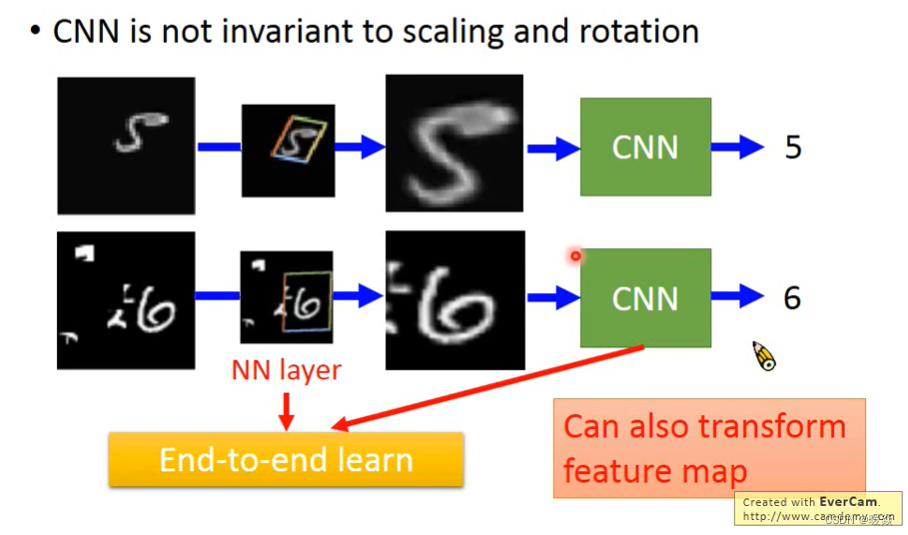 • CNN is not invariant to scaling and rotation
CNN
5
CNN
6
NN layer
End-to-end learn
Can also transform
feature map
Created with EverCam.
http://www.camdemy.com